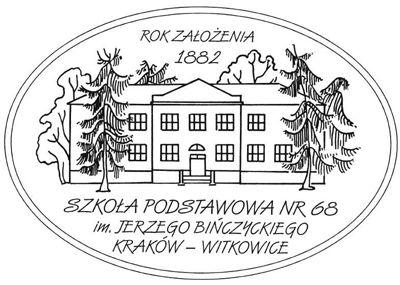 ROK ZAŁOŻENIA
1882
SZKOŁA PODSTAWOWA NR 68
im. JERZEGO BIŃCZYCKIEGO
KRAKÓW – WITKOWICE